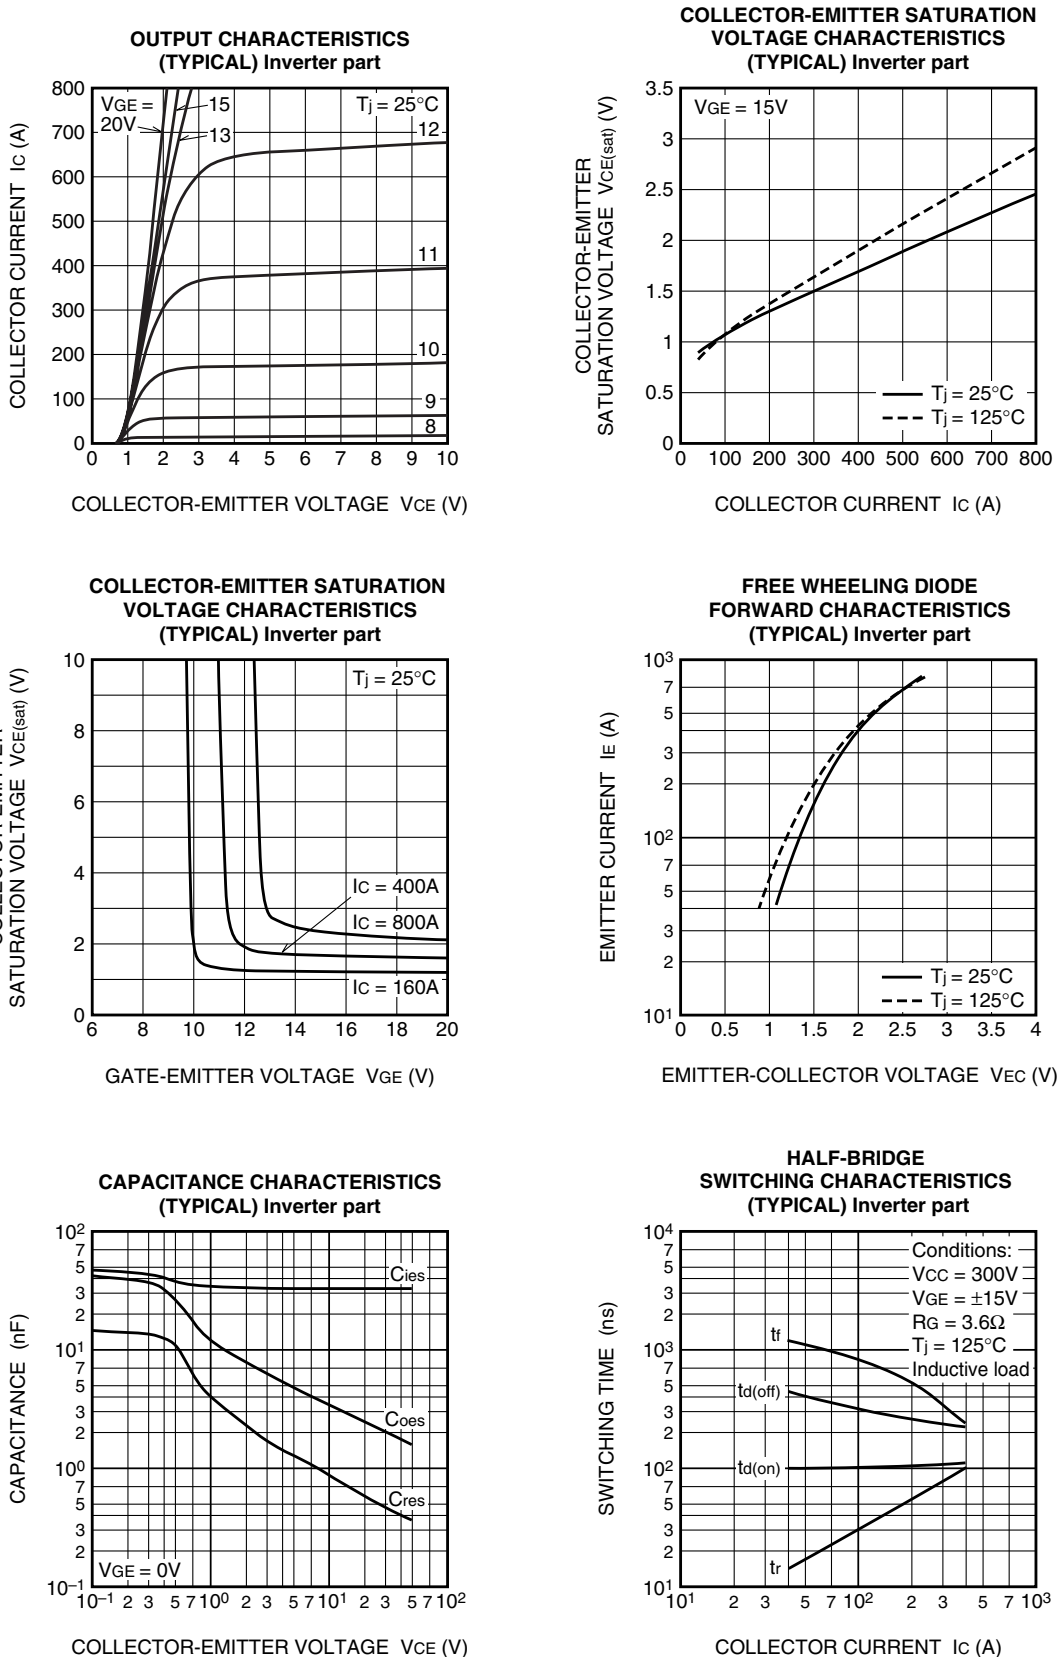 OUTPUT CHARACTERISTICS
(TYPICAL) Inverter part
COLLECTOR CURRENT IC (A)
800
700
600
500
400
300
200
100
0
VGE =
20V
15
13
Tj = 25°C
12
11
10
9
8
0 1 2 3 4 5 6 7 8 9 10
COLLECTOR-EMITTER VOLTAGE VCE (V)
COLLECTOR-EMITTER SATURATION
VOLTAGE CHARACTERISTICS
(TYPICAL) Inverter part
COLLECTOR-EMITTER
SATURATION VOLTAGE VCE(sat) (V)
3.5
3
2.5
2
1.5
1
0.5
0
VGE = 15V
Tj = 25°C
Tj = 125°C
0 100 200 300 400 500 600 700 800
COLLECTOR CURRENT IC (A)
COLLECTOR-EMITTER SATURATION
VOLTAGE CHARACTERISTICS
(TYPICAL) Inverter part
SATURATION VOLTAGE VCE(sat) (V)
10
8
6
4
2
0
Tj = 25°C
IC = 400A
IC = 800A
IC = 160A
6 8 10 12 14 16 18 20
GATE-EMITTER VOLTAGE VGE (V)
FREE WHEELING DIODE
FORWARD CHARACTERISTICS
(TYPICAL) Inverter part
EMITTER CURRENT IE (A)
10³
7
5
3
2
10²
7
5
3
2
10¹
Tj = 25°C
Tj = 125°C
0 0.5 1 1.5 2 2.5 3 3.5 4
EMITTER-COLLECTOR VOLTAGE VEC (V)
CAPACITANCE CHARACTERISTICS
(TYPICAL) Inverter part
CAPACITANCE (nF)
10²
7
5
3
2
10¹
7
5
3
2
10⁰
7
5
3
2
10⁻¹
Cies
Coes
Cres
VGE = 0V
10⁻¹ 2 3 5 7 10⁰ 2 3 5 7 10¹ 2 3 5 7 10²
COLLECTOR-EMITTER VOLTAGE VCE (V)
HALF-BRIDGE
SWITCHING CHARACTERISTICS
(TYPICAL) Inverter part
SWITCHING TIME (ns)
10⁴
7
5
3
2
10³
7
5
3
2
10²
7
5
3
2
10¹
Conditions:
VCC = 300V
VGE = ±15V
RG = 3.6Ω
Tj = 125°C
Inductive load
tf
td(off)
td(on)
tr
10¹ 2 3 5 7 10² 2 3 5 7 10³
COLLECTOR CURRENT IC (A)